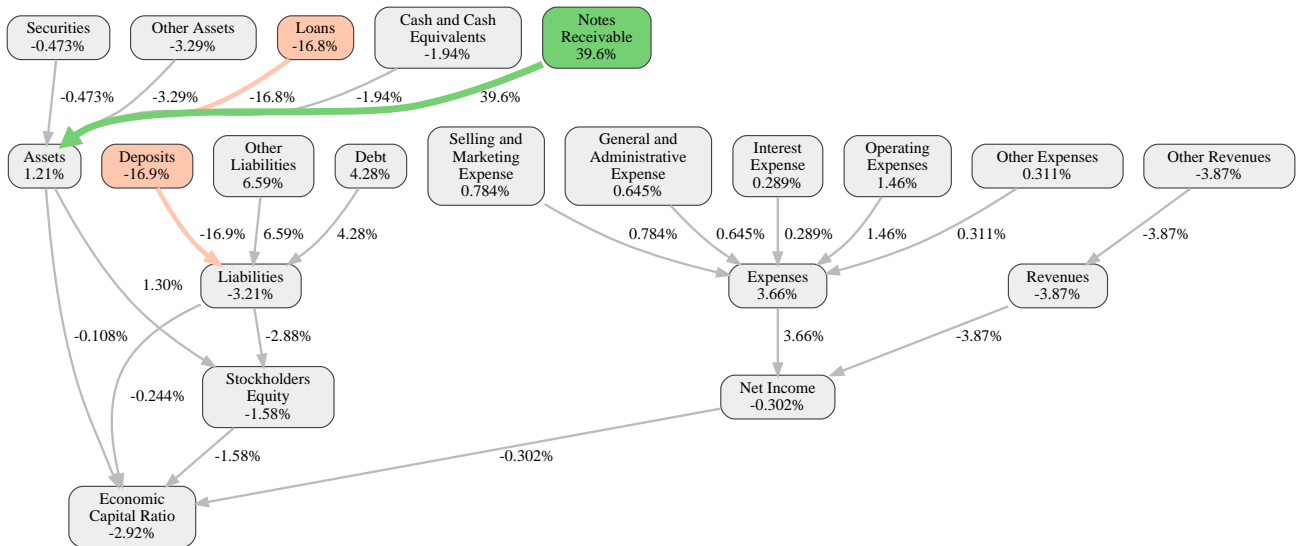 Securities
-0.473%
Other Assets
-3.29%
Loans
-16.8%
Cash and Cash
Equivalents
-1.94%
Notes
Receivable
39.6%
-0.473%
-3.29%
-16.8%
-1.94%
39.6%
Assets
1.21%
Deposits
-16.9%
Other
Liabilities
6.59%
Debt
4.28%
Selling and
Marketing
Expense
0.784%
General and
Administrative
Expense
0.645%
Interest
Expense
0.289%
Operating
Expenses
1.46%
Other Expenses
0.311%
Other Revenues
-3.87%
-16.9%
6.59%
4.28%
0.784%
0.645%
0.289%
1.46%
0.311%
-3.87%
1.30%
Liabilities
-3.21%
Expenses
3.66%
Revenues
-3.87%
-0.108%
-2.88%
3.66%
-3.87%
-0.244%
Stockholders
Equity
-1.58%
Net Income
-0.302%
-1.58%
-0.302%
Economic
Capital Ratio
-2.92%